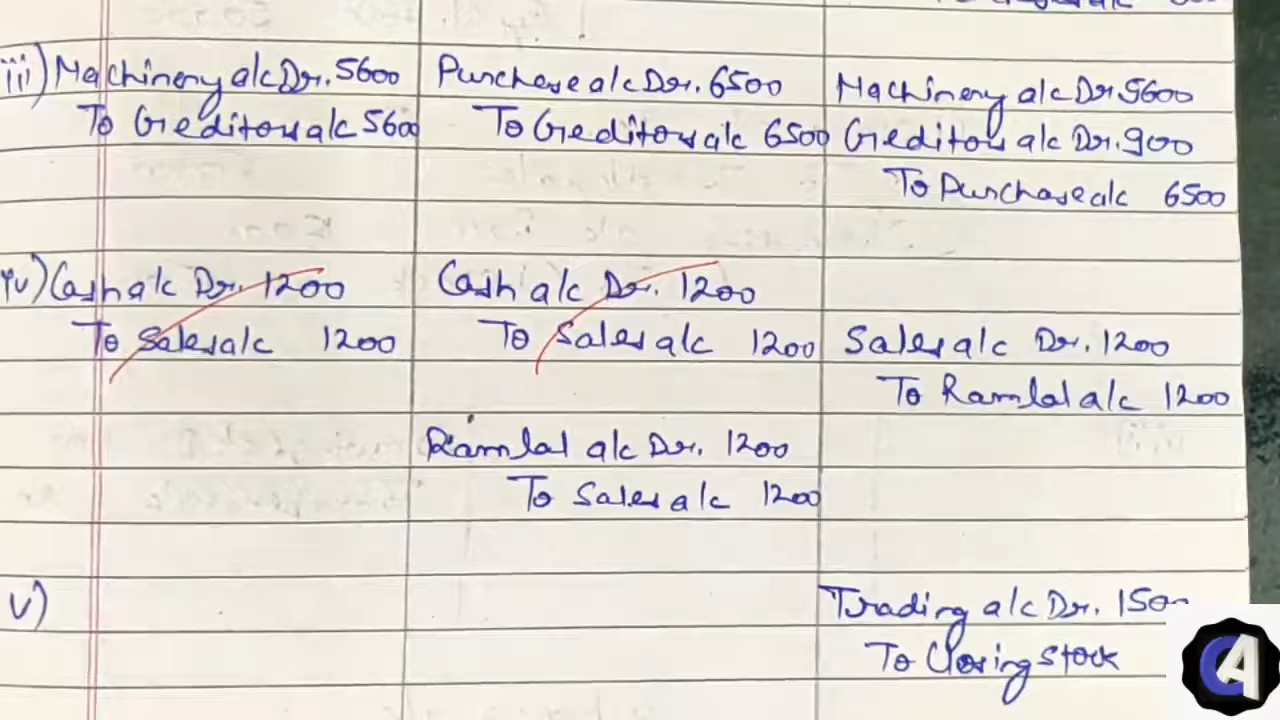 iii) Machinery a/c Dr. 5600
To Creditors a/c 5600
Purchase a/c Dr. 6500
To Creditors a/c 6500
Machinery a/c Dr 5600
Creditors a/c Dr. 900
To Purchase a/c 6500
iv) Cash a/c Dr. 1200
To Sales a/c 1200
Cash a/c Dr. 1200
To Sales a/c 1200
Ramlal a/c Dr. 1200
To Sales a/c 1200
Sales a/c Dr. 1200
To Ramlal a/c 1200
v)
Trading a/c Dr.
To Closing stock
CA